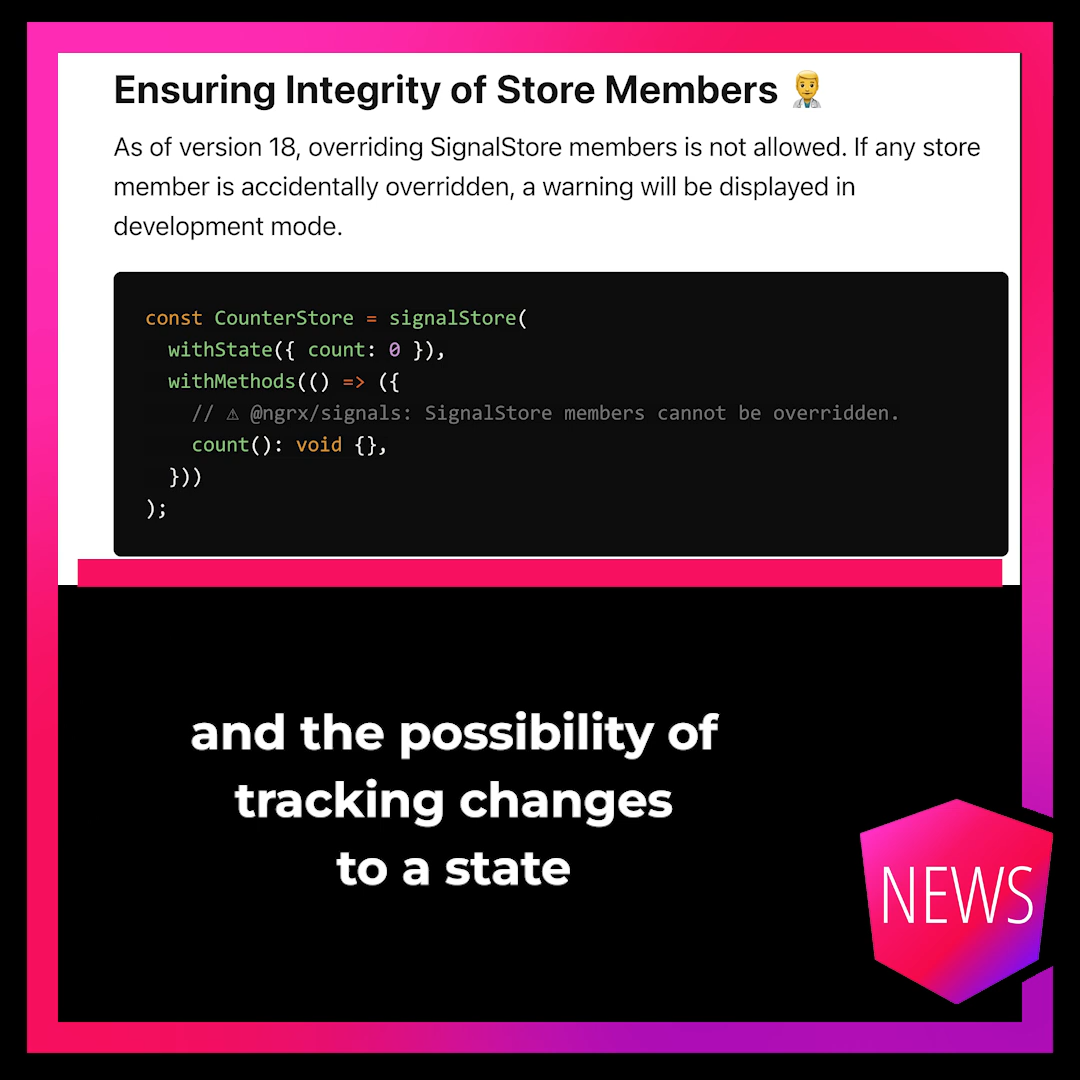 Ensuring Integrity of Store Members 👨‍⚕️
As of version 18, overriding SignalStore members is not allowed. If any store
member is accidentally overridden, a warning will be displayed in
development mode.
const CounterStore = signalStore(
  withState({ count: 0 }),
  withMethods(() => ({
    // ⚠ @ngrx/signals: SignalStore members cannot be overridden.
    count(): void {},
  }))
);
and the possibility of
tracking changes
to a state
NEWS